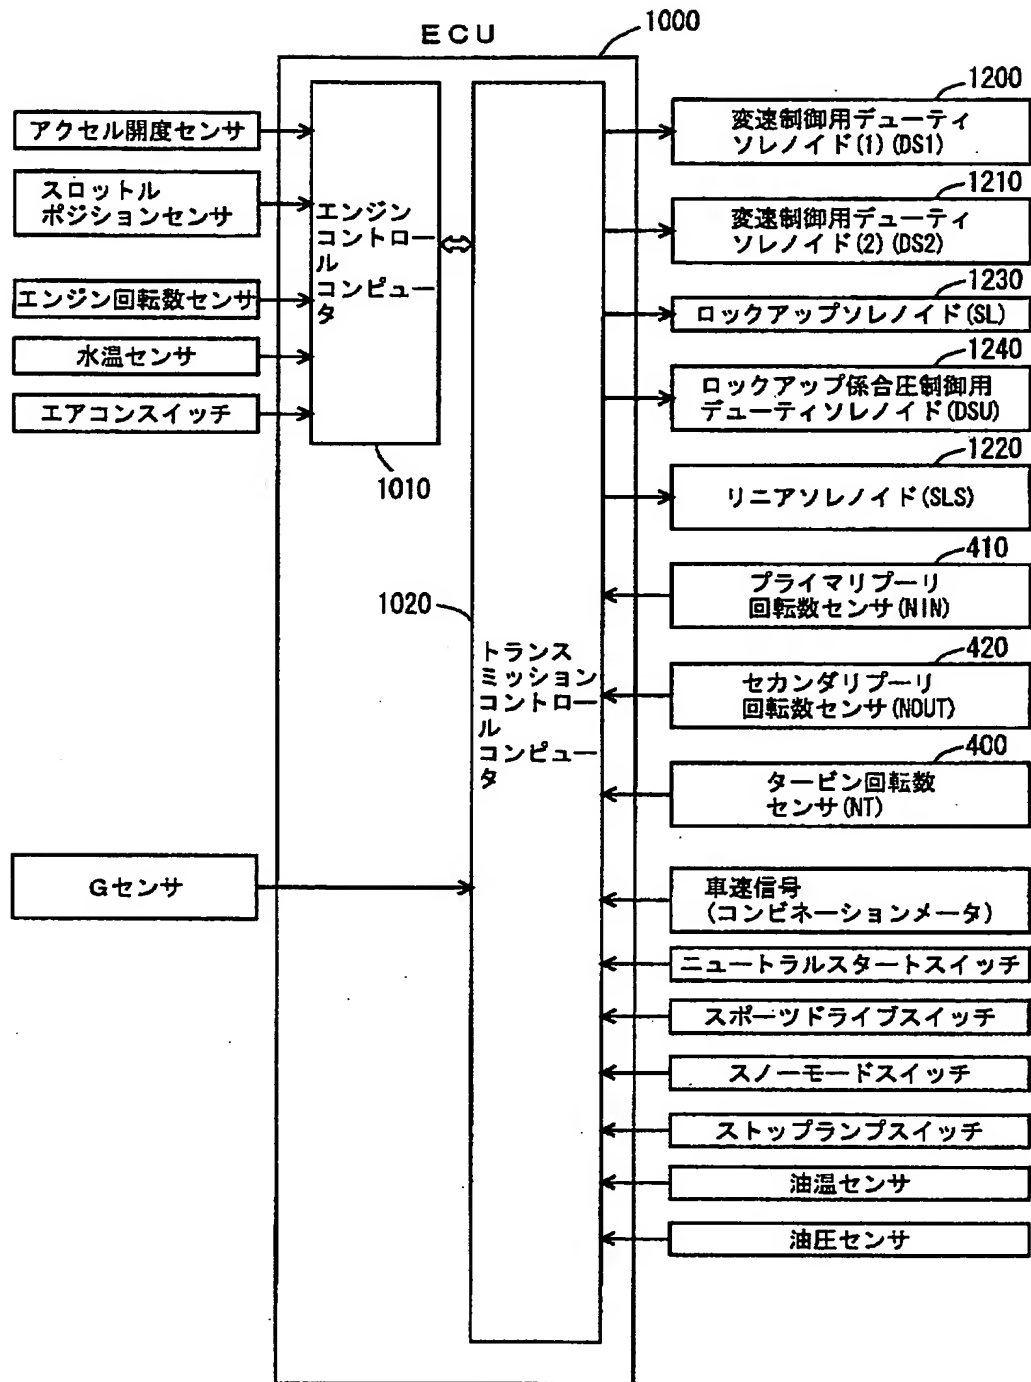 ECU
1000
アクセル開度センサ
スロットル
ポジションセンサ
エンジン回転数センサ
水温センサ
エアコンスイッチ
エンジン
コントロー
ル
コンピュー
タ
1010
Gセンサ
1020
トランス
ミッション
コントロー
ル
コンピュー
タ
1200
変速制御用デューティ
ソレノイド(1)(DS1)
1210
変速制御用デューティ
ソレノイド(2)(DS2)
1230
ロックアップソレノイド(SL)
1240
ロックアップ係合圧制御用
デューティソレノイド(DSU)
1220
リニアソレノイド(SLS)
410
プライマリプーリ
回転数センサ(NIN)
420
セカンダリプーリ
回転数センサ(NOUT)
400
タービン回転数
センサ(NT)
車速信号
(コンビネーションメータ)
ニュートラルスタートスイッチ
スポーツドライブスイッチ
スノーモードスイッチ
ストップランプスイッチ
油温センサ
油圧センサ